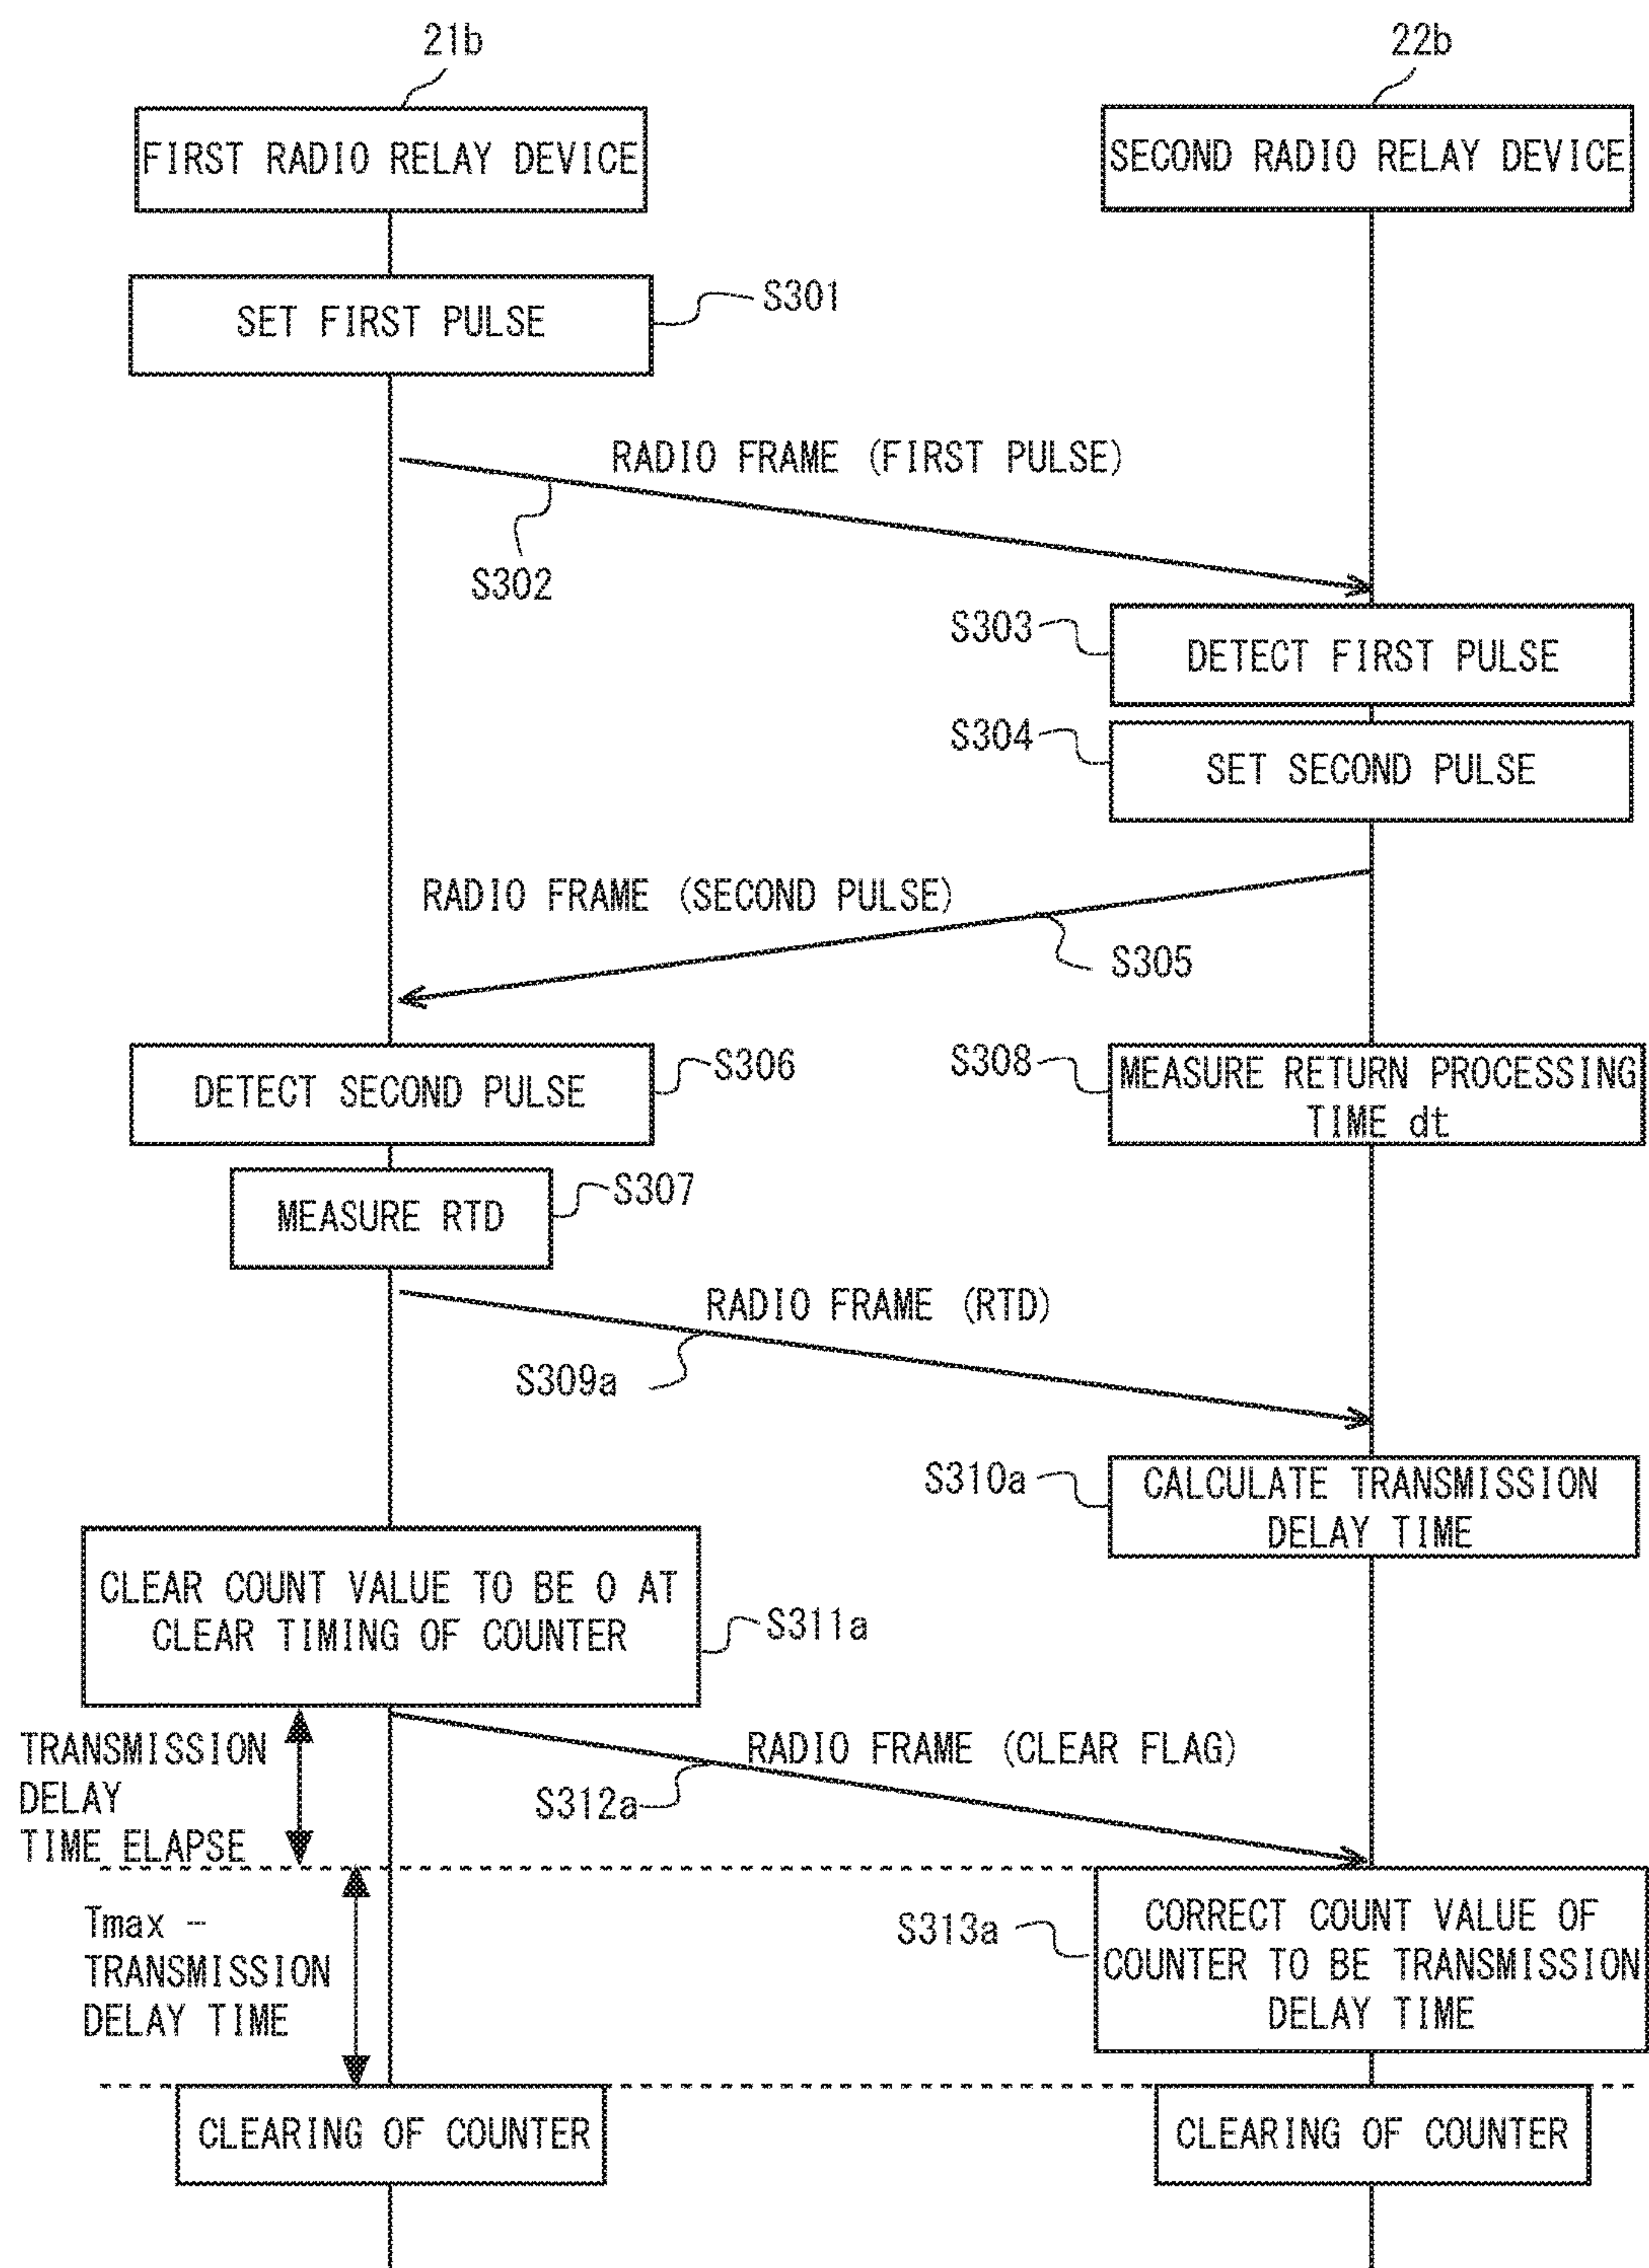 21b
22b
FIRST RADIO RELAY DEVICE
SECOND RADIO RELAY DEVICE
SET FIRST PULSE
S301
RADIO FRAME (FIRST PULSE)
S302
S303
DETECT FIRST PULSE
S304
SET SECOND PULSE
RADIO FRAME (SECOND PULSE)
S305
DETECT SECOND PULSE
S306
S308
MEASURE RETURN PROCESSING
TIME dt
MEASURE RTD
S307
RADIO FRAME (RTD)
S309a
S310a
CALCULATE TRANSMISSION
DELAY TIME
CLEAR COUNT VALUE TO BE 0 AT
CLEAR TIMING OF COUNTER
S311a
TRANSMISSION
DELAY
TIME ELAPSE
RADIO FRAME (CLEAR FLAG)
S312a
Tmax -
TRANSMISSION
DELAY TIME
S313a
CORRECT COUNT VALUE OF
COUNTER TO BE TRANSMISSION
DELAY TIME
CLEARING OF COUNTER
CLEARING OF COUNTER